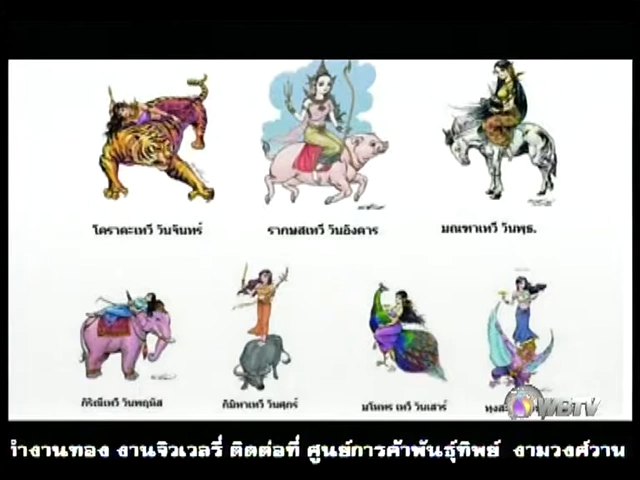 โคราคะเทวี วันจันทร์
รากษสเทวี วันอังคาร
มณฑาเทวี วันพุธ.
กิริณีเทวี วันพฤหัส
กิมิทาเทวี วันศุกร์
มโหทร เทวี วันเสาร์
ทุงสะ
WBTV
ทำงานทอง งานจิวเวลรี่ ติดต่อที่ ศูนย์การค้าพันธุ์ทิพย์ งามวงศ์วาน